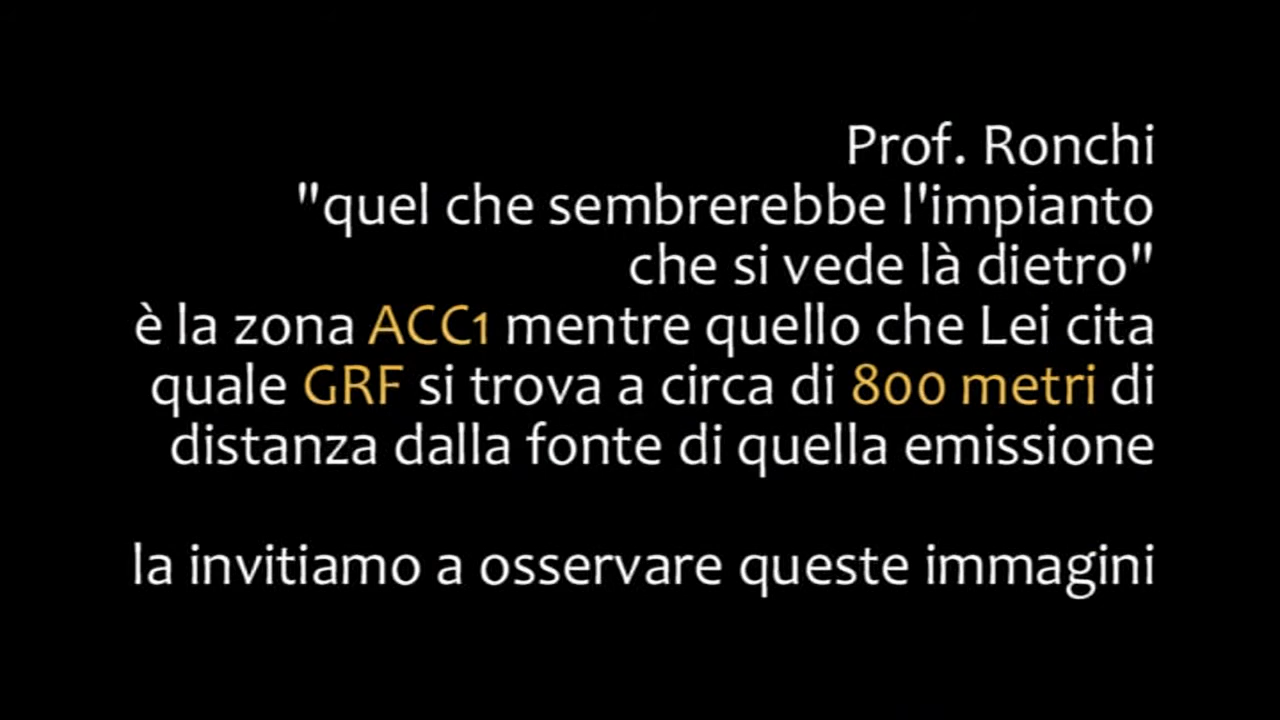 Prof. Ronchi
"quel che sembrerebbe l'impianto
che si vede là dietro"
è la zona ACC1 mentre quello che Lei cita
quale GRF si trova a circa di 800 metri di
distanza dalla fonte di quella emissione
la invitiamo a osservare queste immagini